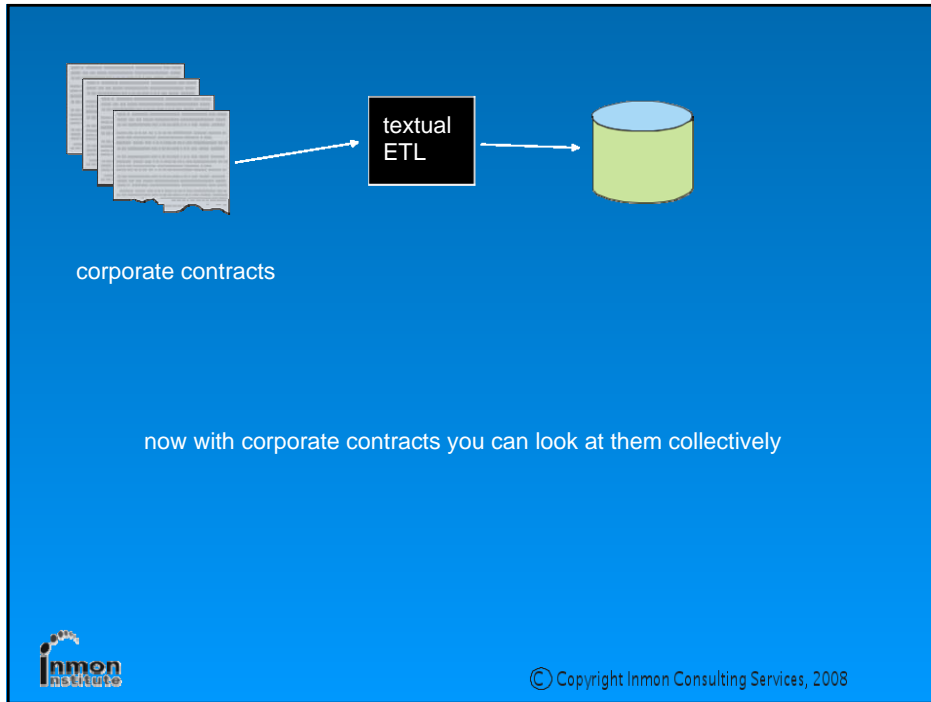 textual
ETL
corporate contracts
now with corporate contracts you can look at them collectively
Inmon
Institute
© Copyright Inmon Consulting Services, 2008